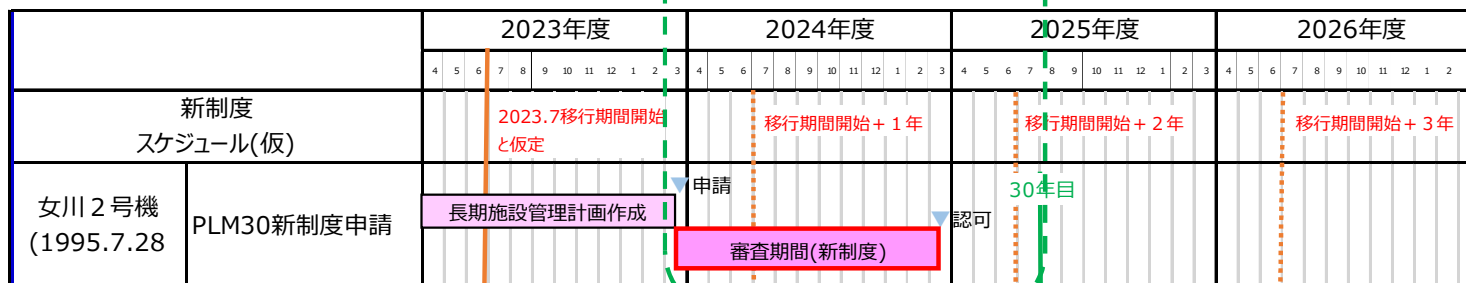 2023年度 2024年度 2025年度 2026年度
4 5 6 7 8 9 10 11 12 1 2 3 4 5 6 7 8 9 10 11 12 1 2 3 4 5 6 7 8 9 10 11 12 1 2 3 4 5 6 7 8 9 10 11 12 1 2
新制度
スケジュール(仮)
2023.7移行期間開始
と仮定
移行期間開始+1年
移行期間開始+2年
移行期間開始+3年
女川2号機
(1995.7.28
PLM30新制度申請
長期施設管理計画作成
申請
審査期間(新制度)
認可
30年目